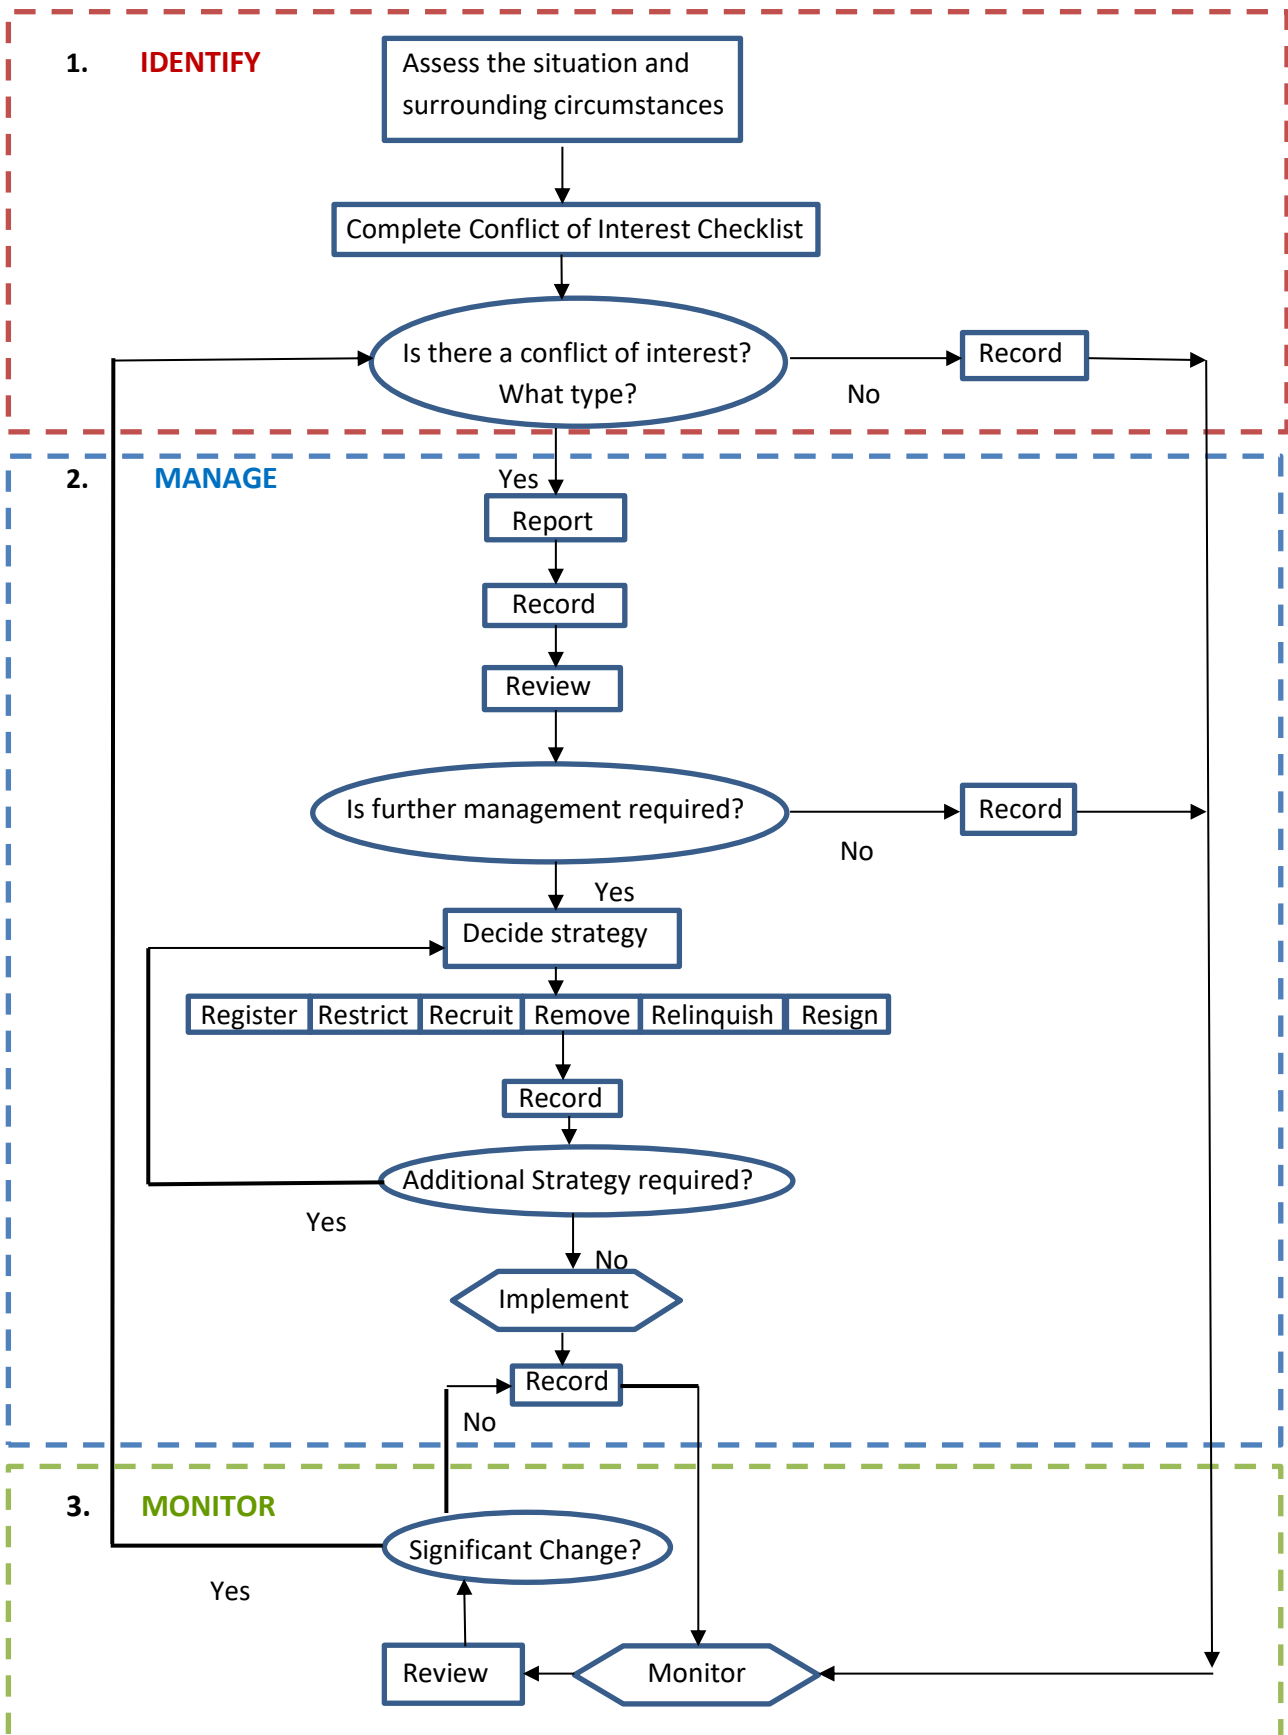 1. IDENTIFY
Assess the situation and
surrounding circumstances
Complete Conflict of Interest Checklist
Is there a conflict of interest?
What type?
No
Record
2. MANAGE
Yes
Report
Record
Review
Is further management required?
No
Record
Yes
Decide strategy
Register Restrict Recruit Remove Relinquish Resign
Record
Additional Strategy required?
Yes
No
Implement
Record
No
3. MONITOR
Significant Change?
Yes
Review
Monitor